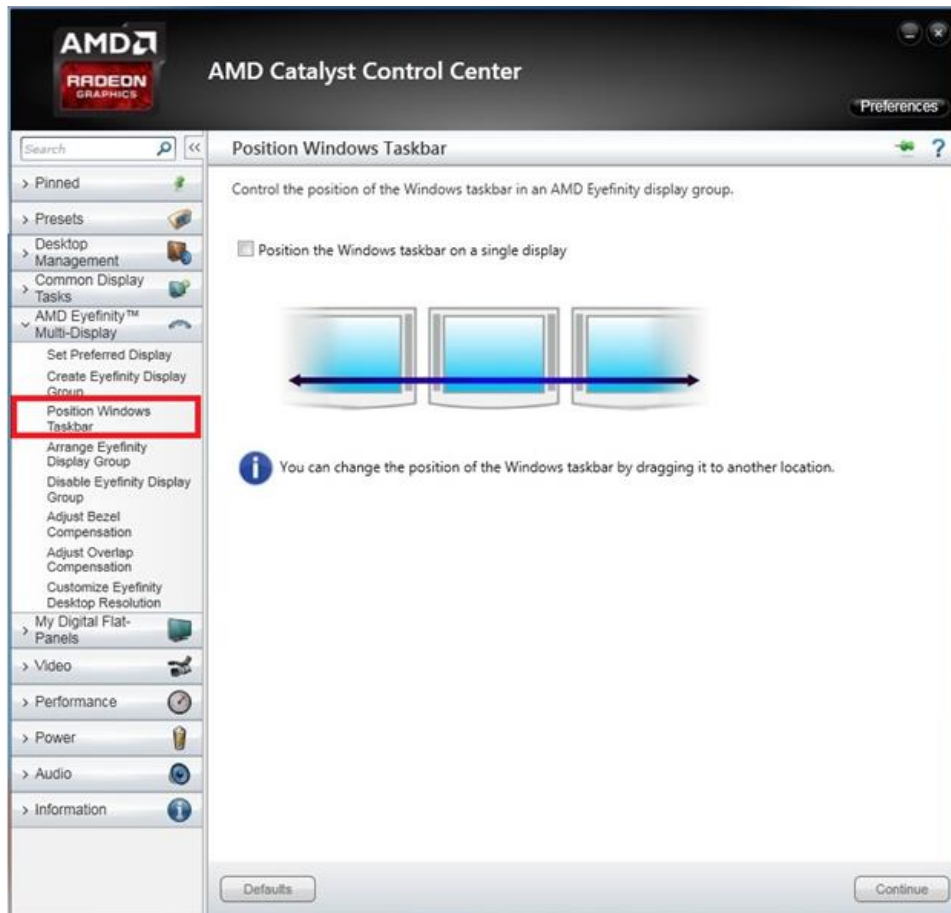 AMD
RADEON
GRAPHICS
AMD Catalyst Control Center
Preferences
Search
<<
Position Windows Taskbar
?
> Pinned
> Presets
> Desktop
Management
> Common Display
Tasks
AMD Eyefinity™
Multi-Display
Set Preferred Display
Create Eyefinity Display
Group
Position Windows
Taskbar
Arrange Eyefinity
Display Group
Disable Eyefinity Display
Group
Adjust Bezel
Compensation
Adjust Overlap
Compensation
Customize Eyefinity
Desktop Resolution
> My Digital Flat-
Panels
> Video
> Performance
> Power
> Audio
> Information
Control the position of the Windows taskbar in an AMD Eyefinity display group.
Position the Windows taskbar on a single display
You can change the position of the Windows taskbar by dragging it to another location.
Defaults
Continue